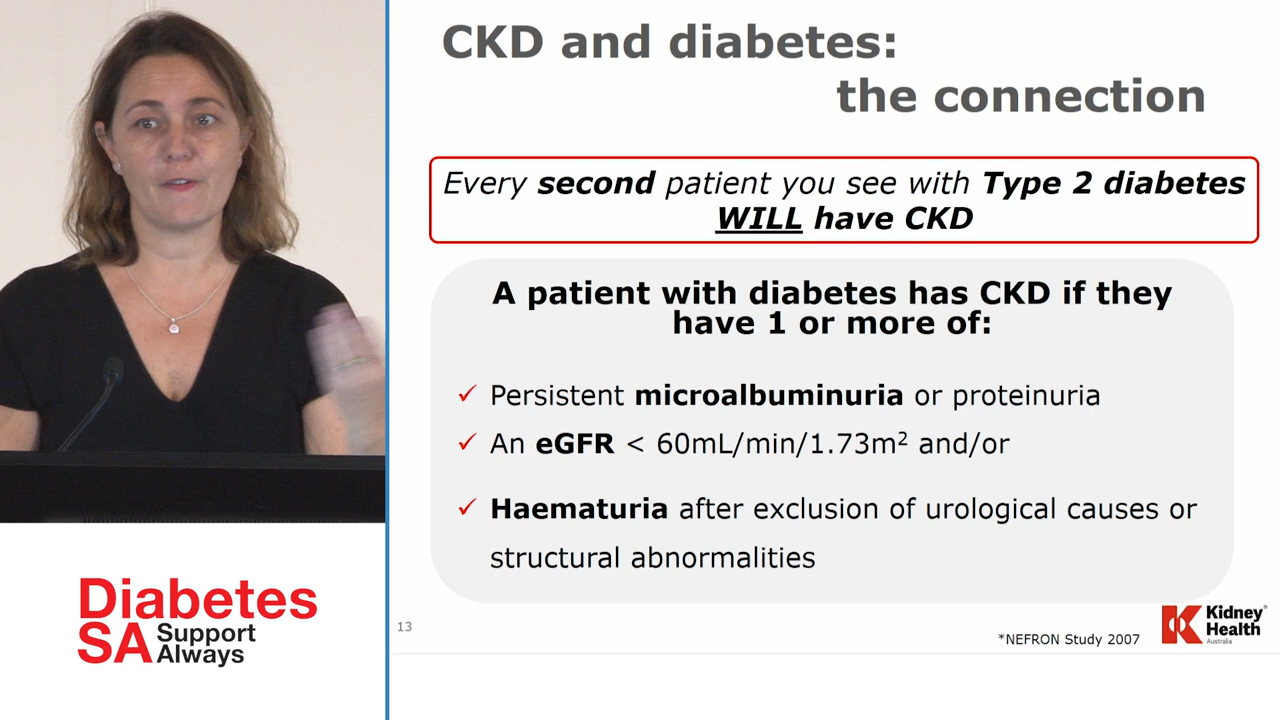 CKD and diabetes:
the connection
Every second patient you see with Type 2 diabetes
WILL have CKD
A patient with diabetes has CKD if they
have 1 or more of:
✓ Persistent microalbuminuria or proteinuria
✓ An eGFR < 60mL/min/1.73m² and/or
✓ Haematuria after exclusion of urological causes or
structural abnormalities
13
*NEFRON Study 2007
Kidney
Health
Australia
Diabetes
SA Support
Always